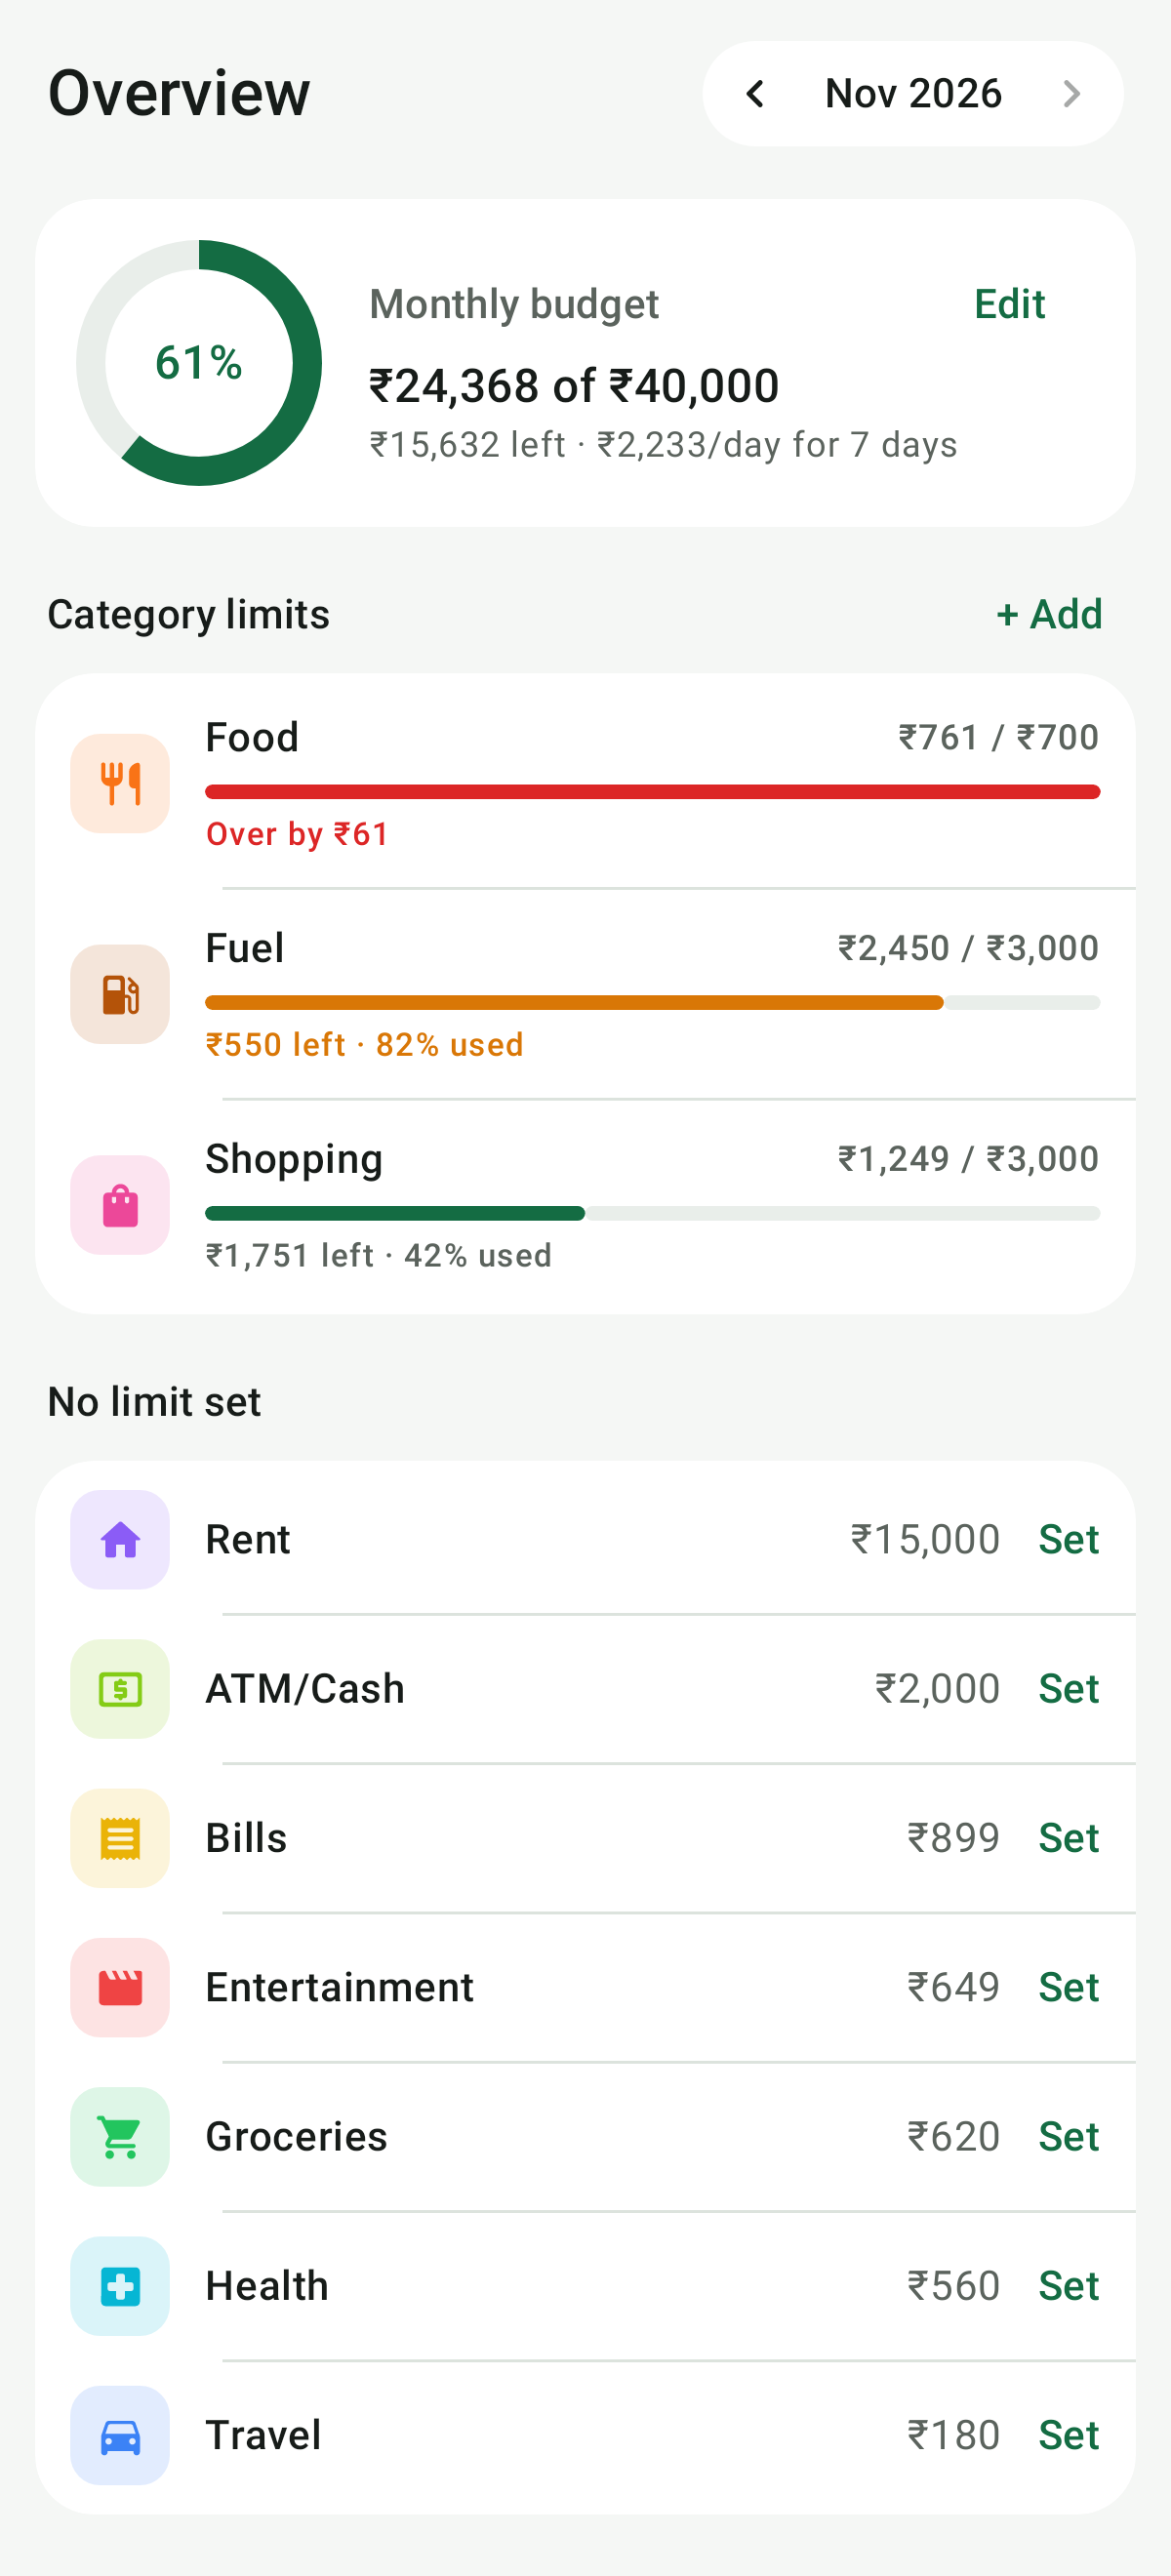 Overview
Nov 2026
61%
Monthly budget
Edit
₹24,368 of ₹40,000
₹15,632 left · ₹2,233/day for 7 days
Category limits
+ Add
Food
₹761 / ₹700
Over by ₹61
Fuel
₹2,450 / ₹3,000
₹550 left · 82% used
Shopping
₹1,249 / ₹3,000
₹1,751 left · 42% used
No limit set
Rent ₹15,000 Set
ATM/Cash ₹2,000 Set
Bills ₹899 Set
Entertainment ₹649 Set
Groceries ₹620 Set
Health ₹560 Set
Travel ₹180 Set